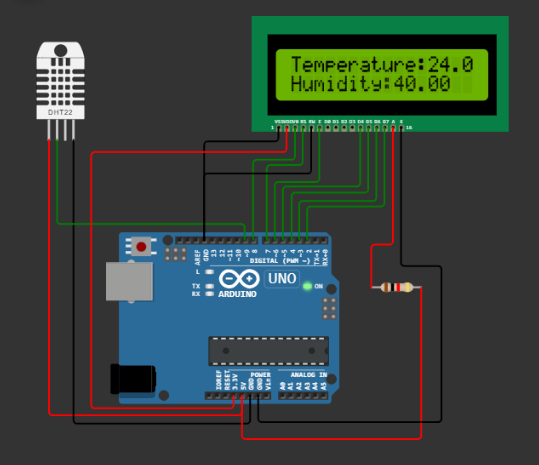 Temperature:24.0
Humidity:40.00
DHT22
1 VSS VDD V0 RS RW E D0 D1 D2 D3 D4 D5 D6 D7 A K 16
AREF GND 13 12 ~11 ~10 ~9 8 7 ~6 ~5 4 ~3 2 TX→1 RX←0
DIGITAL (PWM ~)
L
TX
RX
UNO
ARDUINO
ON
POWER
ANALOG IN
IOREF RESET 3.3V 5V GND GND Vin A0 A1 A2 A3 A4 A5